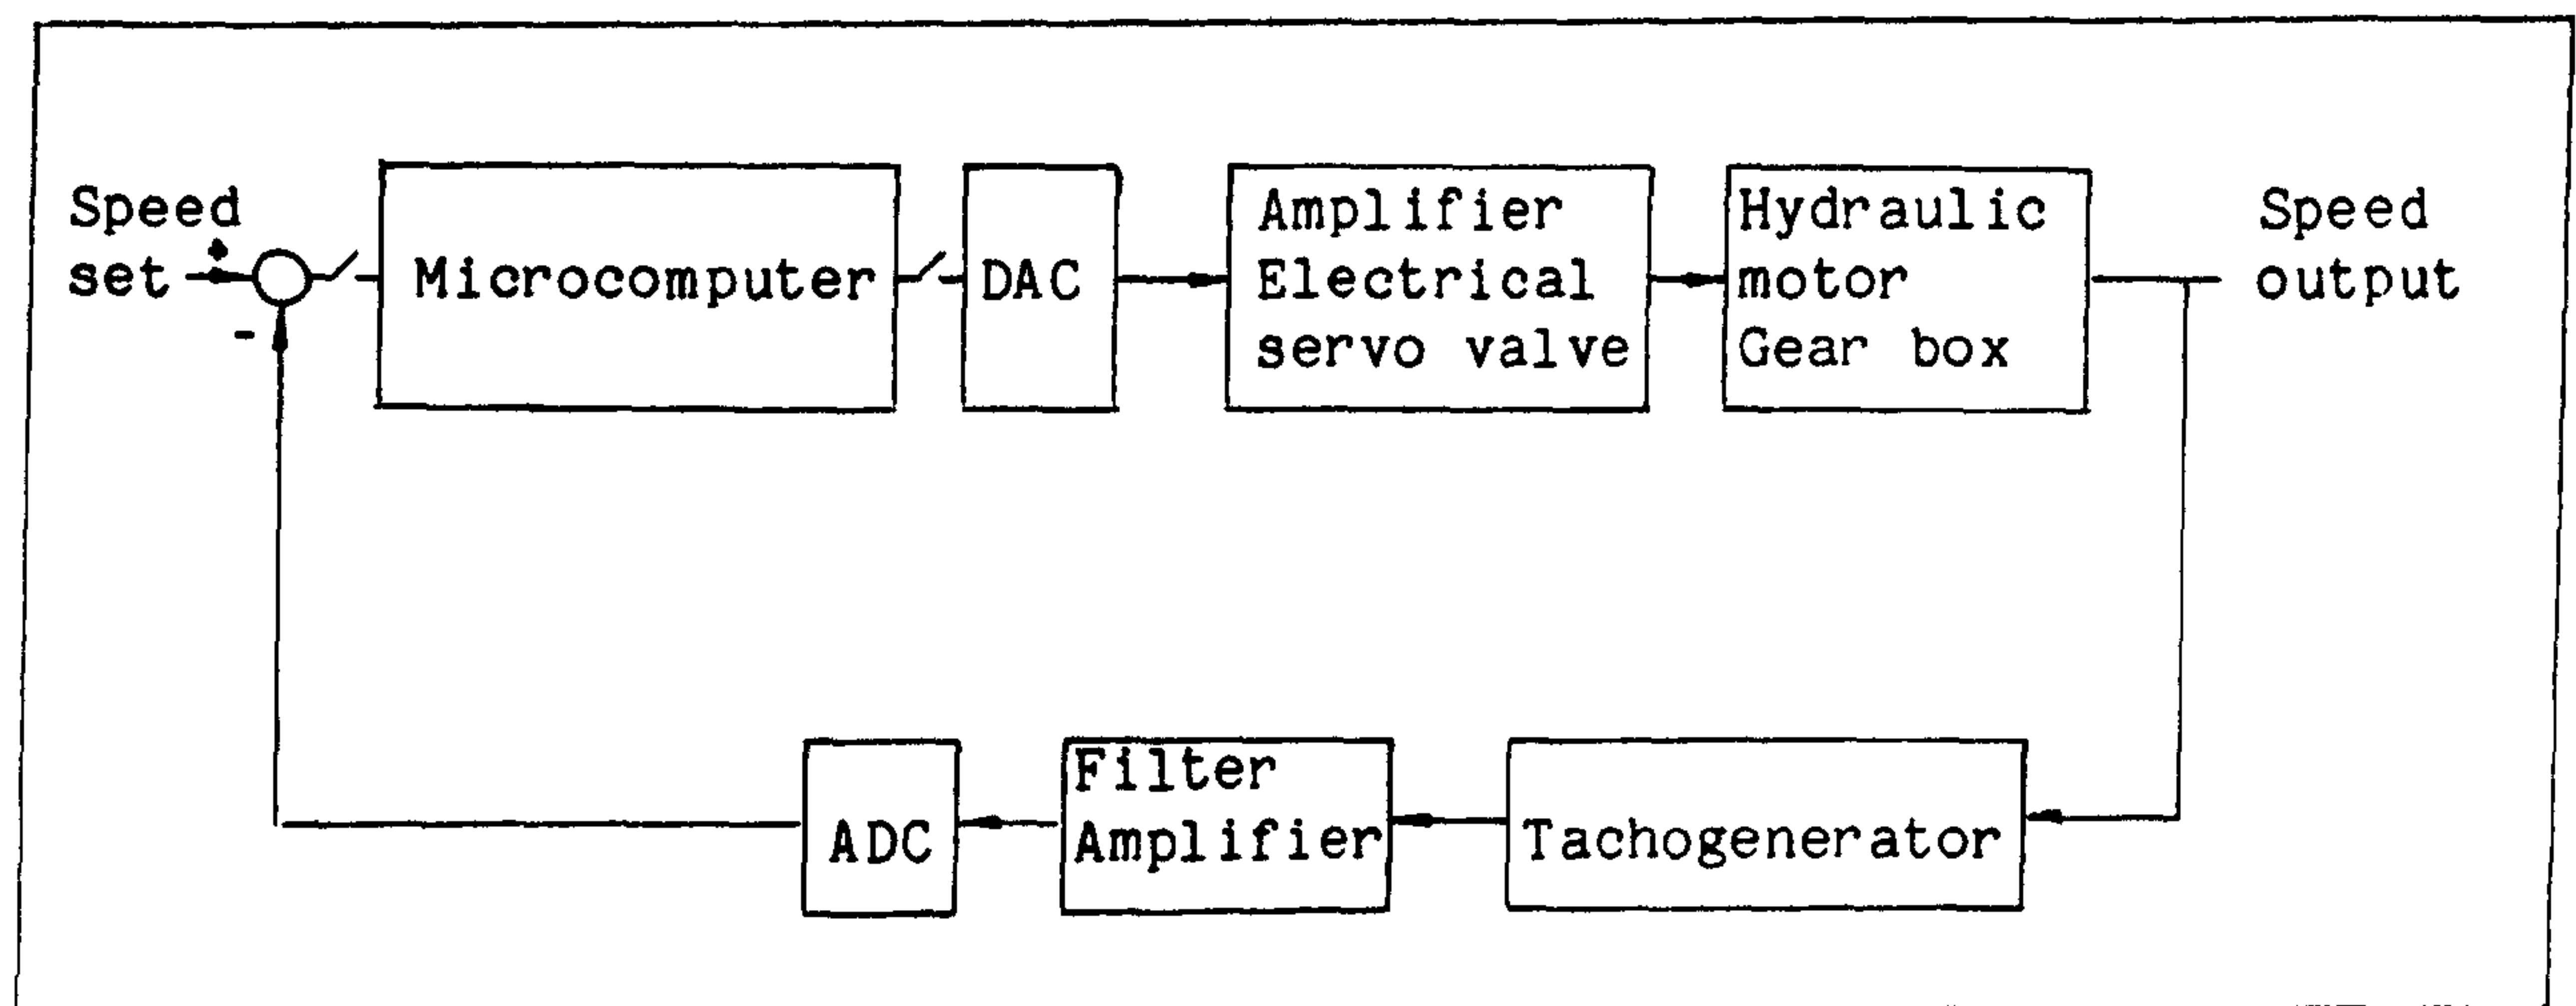 Speed
set
+
-
Microcomputer
DAC
Amplifier
Electrical
servo valve
Hydraulic
motor
Gear box
Speed
output
ADC
Filter
Amplifier
Tachogenerator